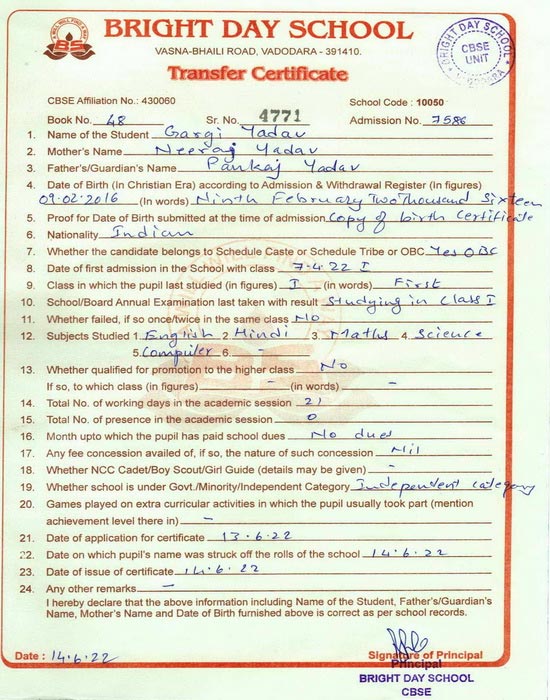 BRIGHT DAY SCHOOL
VASNA-BHAILI ROAD, VADODARA - 391410.
Transfer Certificate
BRIGHT DAY SCHOOL
CBSE
UNIT
VADODARA
BS
CBSE Affiliation No.: 430060 School Code : 10050
Book No. 48 Sr. No. 4771 Admission No. 7586
1. Name of the Student Gargi Yadav
2. Mother's Name Neeraj Yadav
3. Father's/Guardian's Name Pankaj Yadav
4. Date of Birth (In Christian Era) according to Admission & Withdrawal Register (in figures)
09.02.2016 (In words) Ninth February Two Thousand Sixteen
5. Proof for Date of Birth submitted at the time of admission Copy of birth Certificate
6. Nationality Indian
7. Whether the candidate belongs to Schedule Caste or Schedule Tribe or OBC Yes OBC
8. Date of first admission in the School with class 7-4.22 I
9. Class in which the pupil last studied (in figures) I (in words) First
10. School/Board Annual Examination last taken with result Studying in Class I
11. Whether failed, if so once/twice in the same class NO
12. Subjects Studied 1. English 2 Hindi 3. Maths 4. Science
5. Computer 6. -
13. Whether qualified for promotion to the higher class No
If so, to which class (in figures) - (in words) -
14. Total No. of working days in the academic session 21
15. Total No. of presence in the academic session 0
16. Month upto which the pupil has paid school dues No dues
17. Any fee concession availed of, if so, the nature of such concession Nil
18. Whether NCC Cadet/Boy Scout/Girl Guide (details may be given) -
19. Whether school is under Govt./Minority/Independent Category Independent category
20. Games played on extra curricular activities in which the pupil usually took part (mention
achievement level there in) -
21. Date of application for certificate 13.6.22
22. Date on which pupil's name was struck off the rolls of the school 14.6.22
23. Date of issue of certificate 14.6.22
24. Any other remarks -
I hereby declare that the above information including Name of the Student, Father's/Guardian's
Name, Mother's Name and Date of Birth furnished above is correct as per school records.
Date : 14.6.22 Signature of Principal
Principal
BRIGHT DAY SCHOOL
CBSE